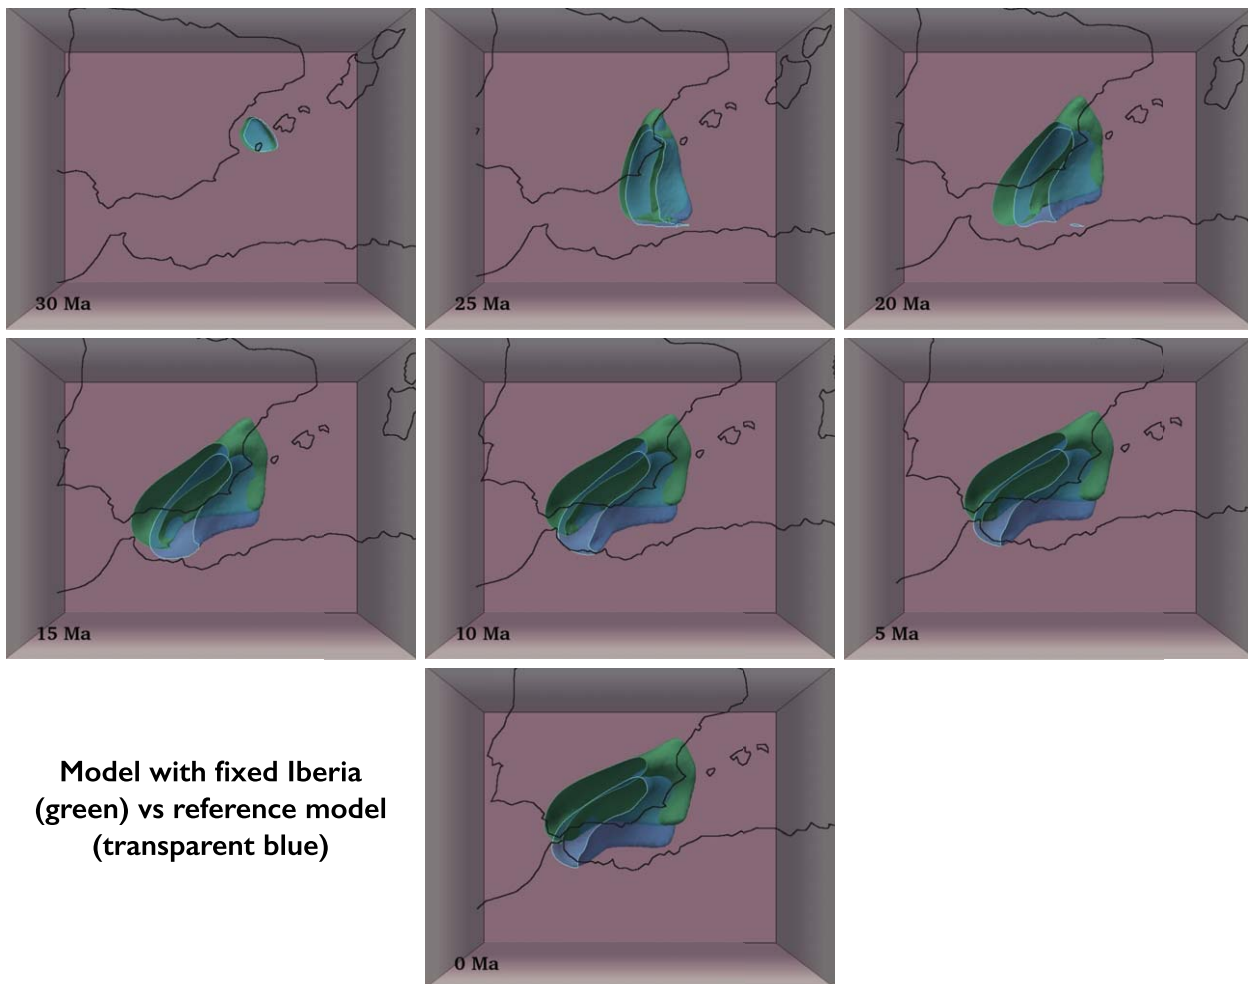 30 Ma
25 Ma
20 Ma
15 Ma
10 Ma
5 Ma
Model with fixed Iberia
(green) vs reference model
(transparent blue)
0 Ma